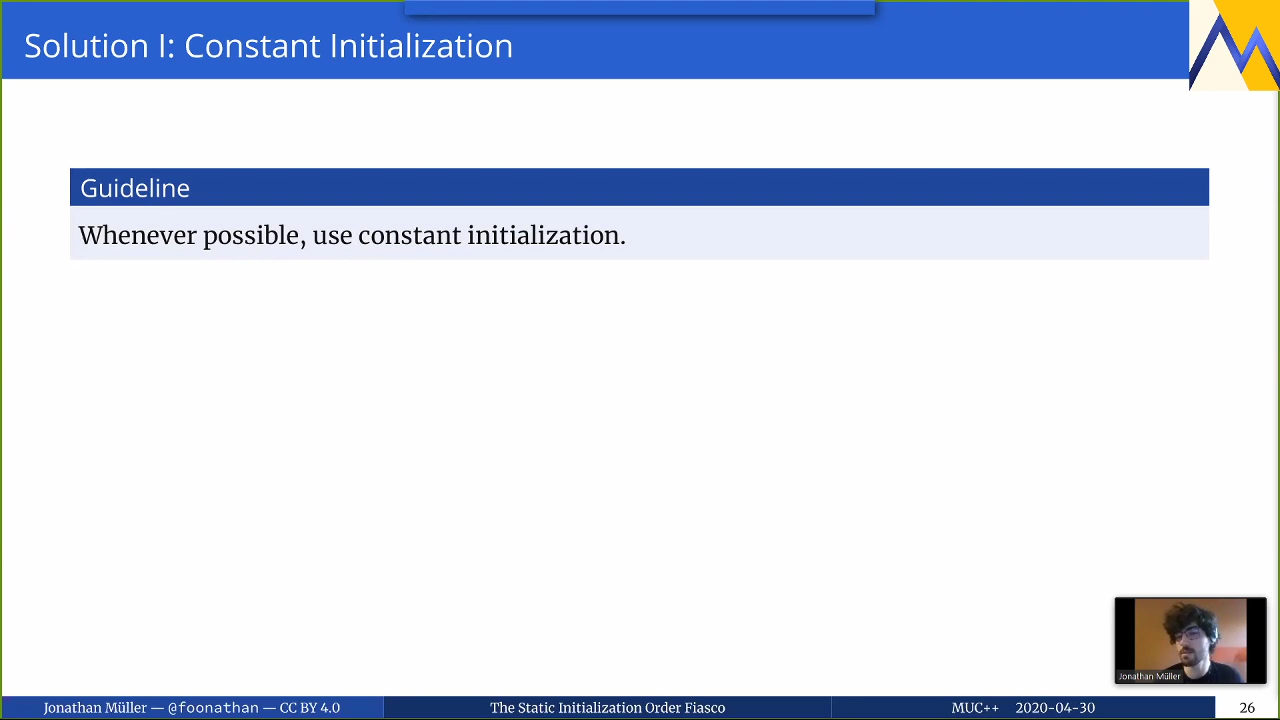 Solution I: Constant Initialization
Guideline
Whenever possible, use constant initialization.
Jonathan Müller
Jonathan Müller — @foonathan — CC BY 4.0
The Static Initialization Order Fiasco
MUC++ 2020-04-30
26